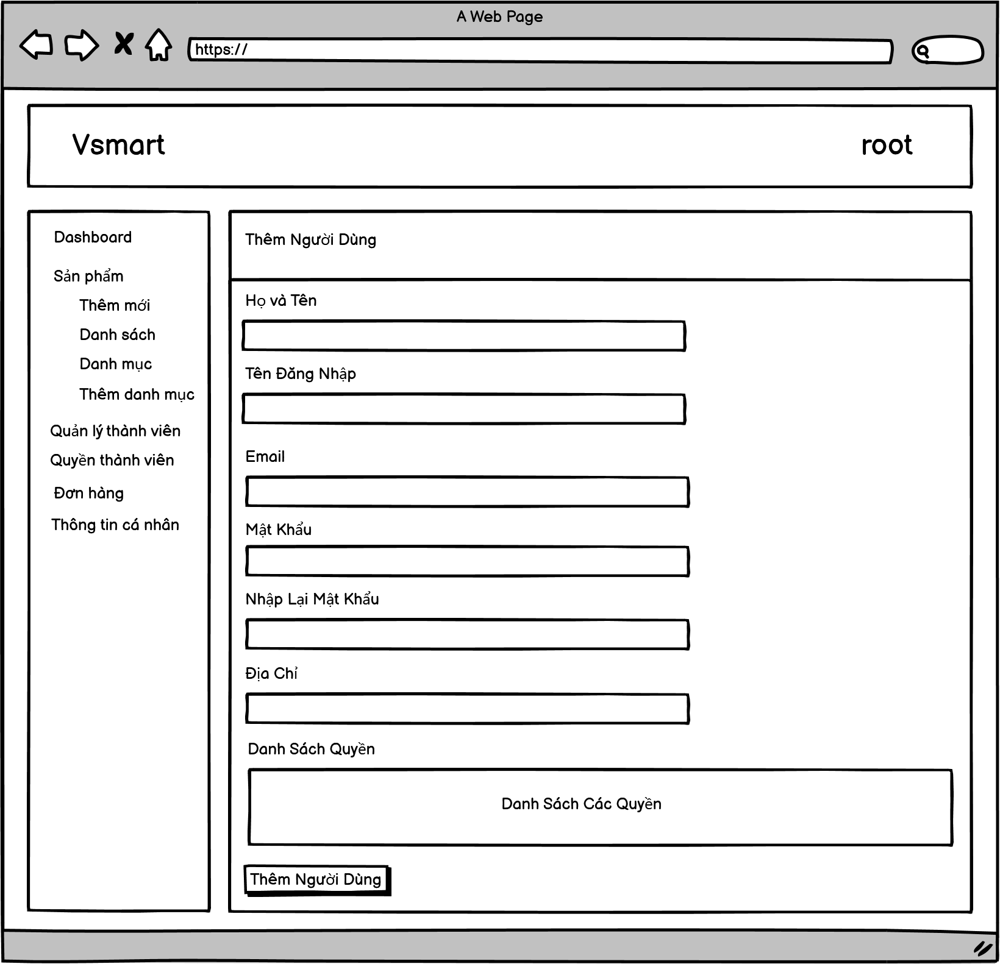 A Web Page
https://
Vsmart
root
Dashboard
Sản phẩm
Thêm mới
Danh sách
Danh mục
Thêm danh mục
Quản lý thành viên
Quyền thành viên
Đơn hàng
Thông tin cá nhân
Thêm Người Dùng
Họ và Tên
Tên Đăng Nhập
Email
Mật Khẩu
Nhập Lại Mật Khẩu
Địa Chỉ
Danh Sách Quyền
Danh Sách Các Quyền
Thêm Người Dùng